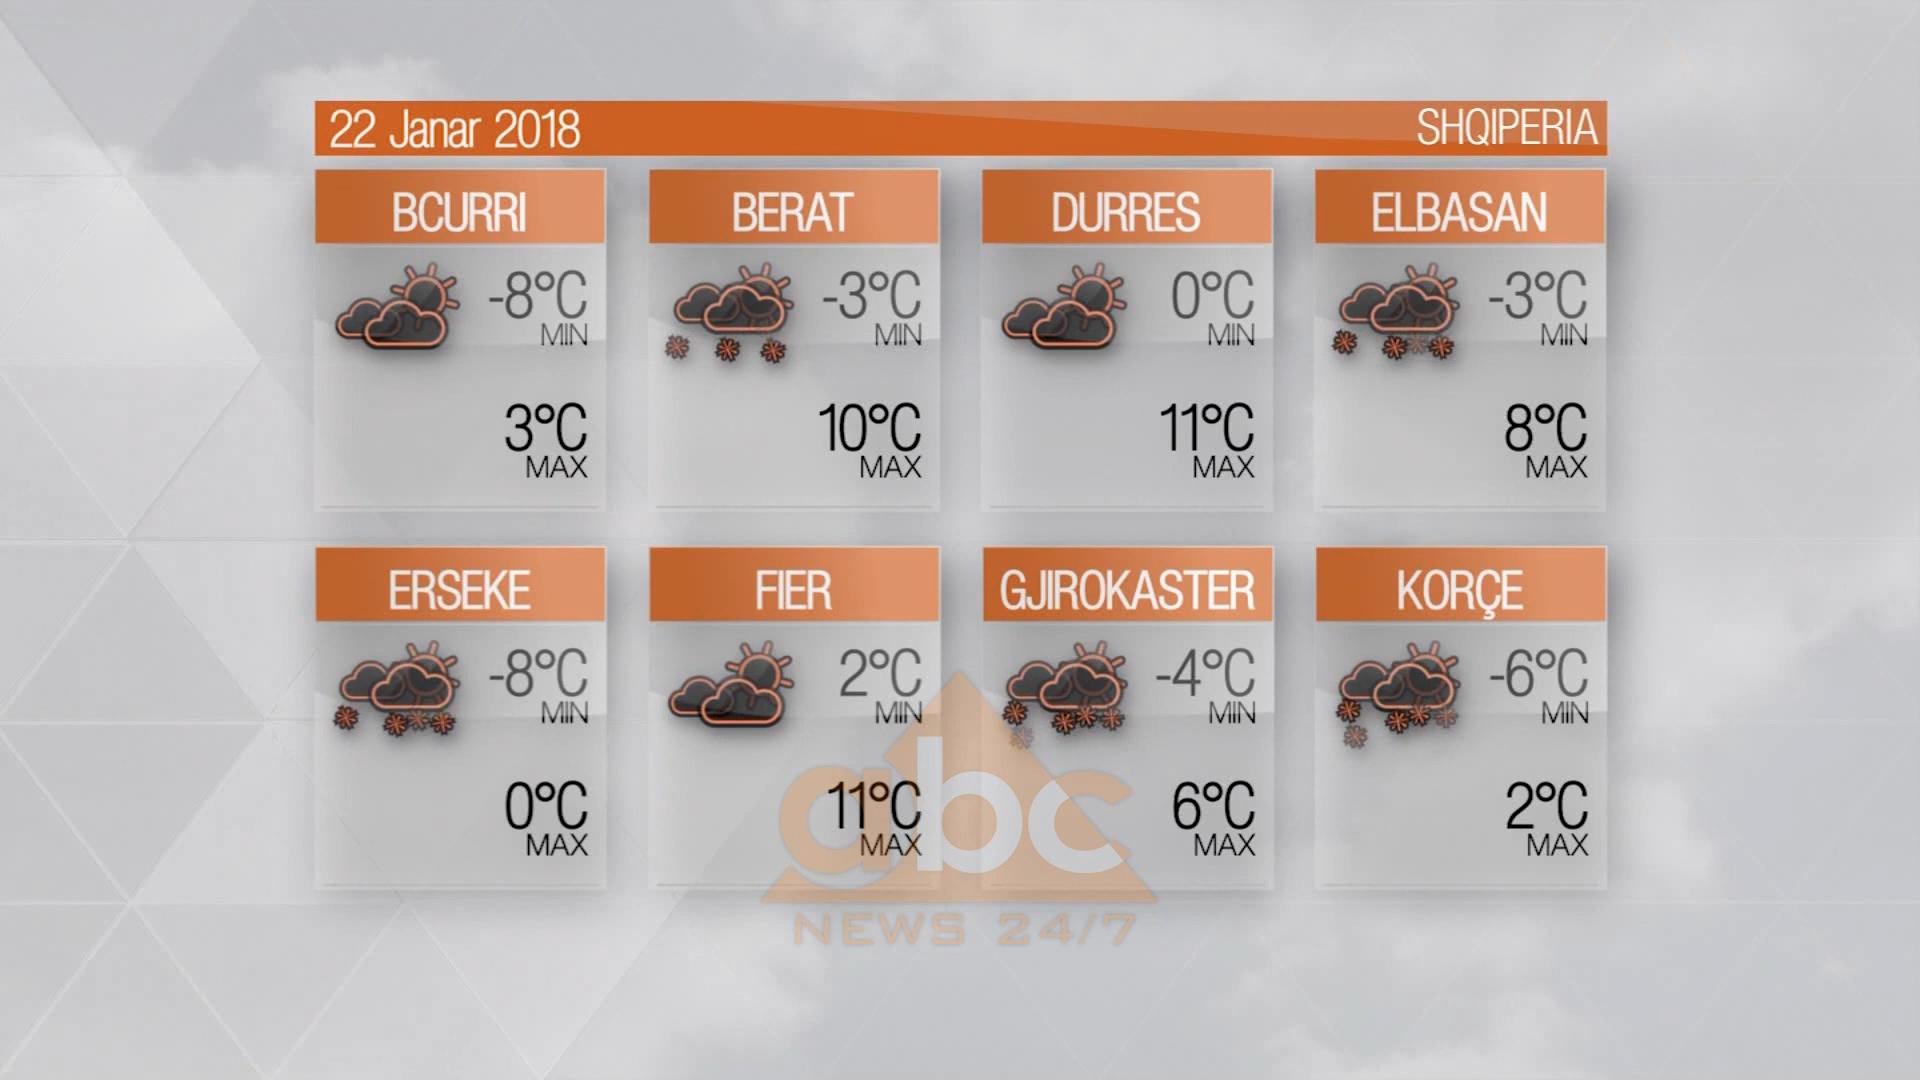 22 Janar 2018 SHQIPERIA
BCURRI
-8°C
MIN
3°C
MAX
BERAT
-3°C
MIN
10°C
MAX
DURRES
0°C
MIN
11°C
MAX
ELBASAN
-3°C
MIN
8°C
MAX
ERSEKE
-8°C
MIN
0°C
MAX
FIER
2°C
MIN
11°C
MAX
GJIROKASTER
-4°C
MIN
6°C
MAX
KORÇE
-6°C
MIN
2°C
MAX
abc
NEWS 24/7